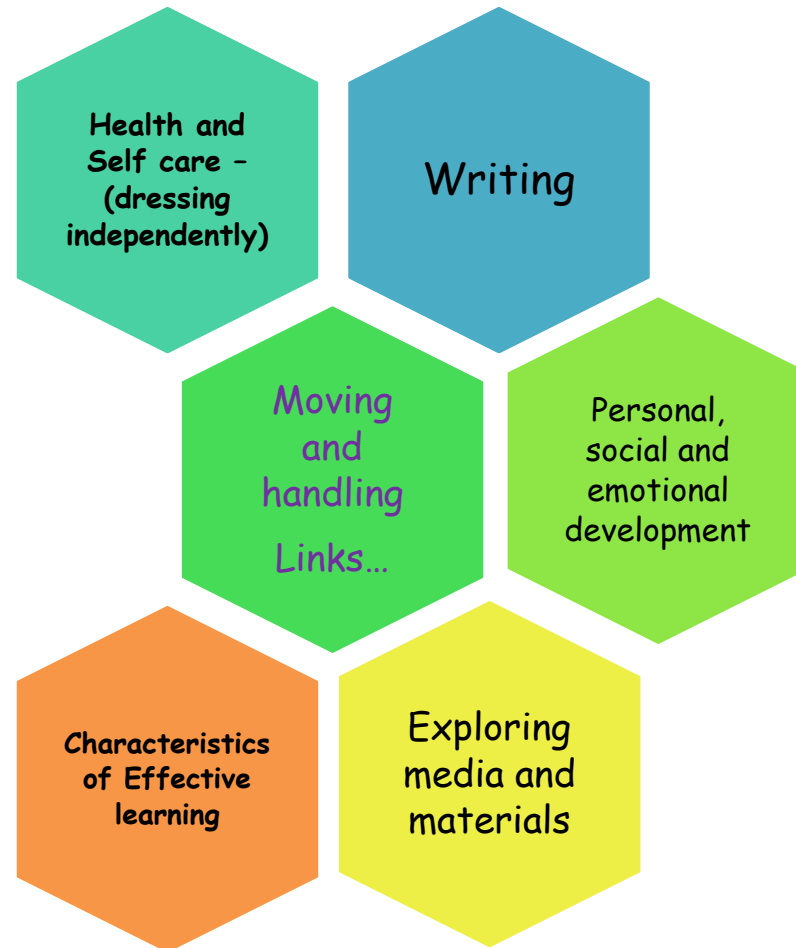 Health and
Self care –
(dressing
independently)
Writing
Moving
and
handling
Links…
Personal,
social and
emotional
development
Characteristics
of Effective
learning
Exploring
media and
materials